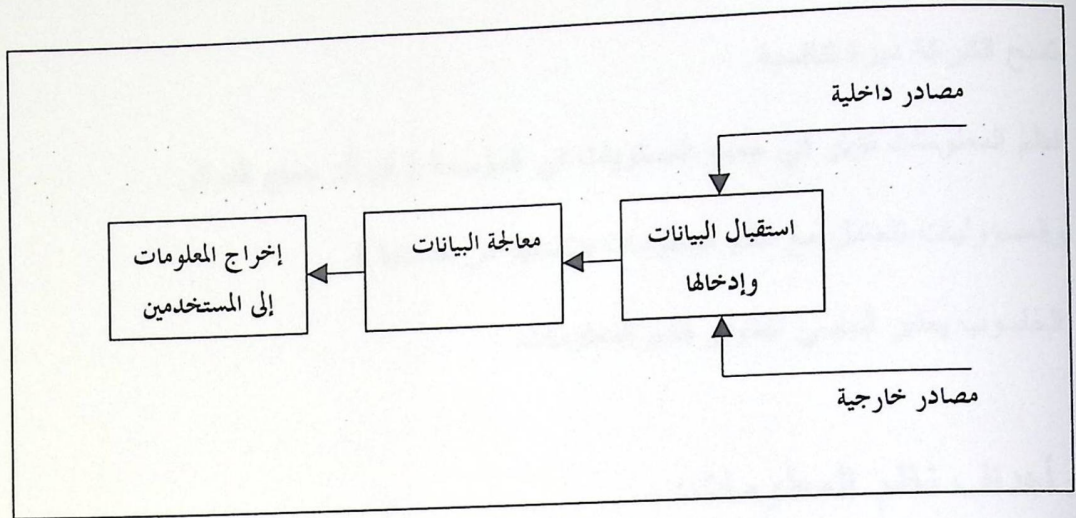 مصادر داخلية
استقبال البيانات
وإدخالها
معالجة البيانات
إخراج المعلومات
إلى المستخدمين
مصادر خارجية